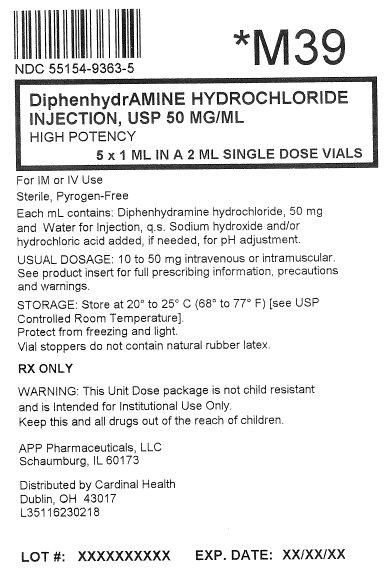 *M39
NDC 55154-9363-5
DiphenhydrAMINE HYDROCHLORIDE
INJECTION, USP 50 MG/ML
HIGH POTENCY
5 x 1 ML IN A 2 ML SINGLE DOSE VIALS
For IM or IV Use
Sterile, Pyrogen-Free
Each mL contains: Diphenhydramine hydrochloride, 50 mg
and Water for Injection, q.s. Sodium hydroxide and/or
hydrochloric acid added, if needed, for pH adjustment.
USUAL DOSAGE: 10 to 50 mg intravenous or intramuscular.
See product insert for full prescribing information, precautions
and warnings.
STORAGE: Store at 20° to 25° C (68° to 77° F) [see USP
Controlled Room Temperature].
Protect from freezing and light.
Vial stoppers do not contain natural rubber latex.
RX ONLY
WARNING: This Unit Dose package is not child resistant
and is Intended for Institutional Use Only.
Keep this and all drugs out of the reach of children.
APP Pharmaceuticals, LLC
Schaumburg, IL 60173
Distributed by Cardinal Health
Dublin, OH 43017
L35116230218
LOT #: XXXXXXXXXX EXP. DATE: XX/XX/XX